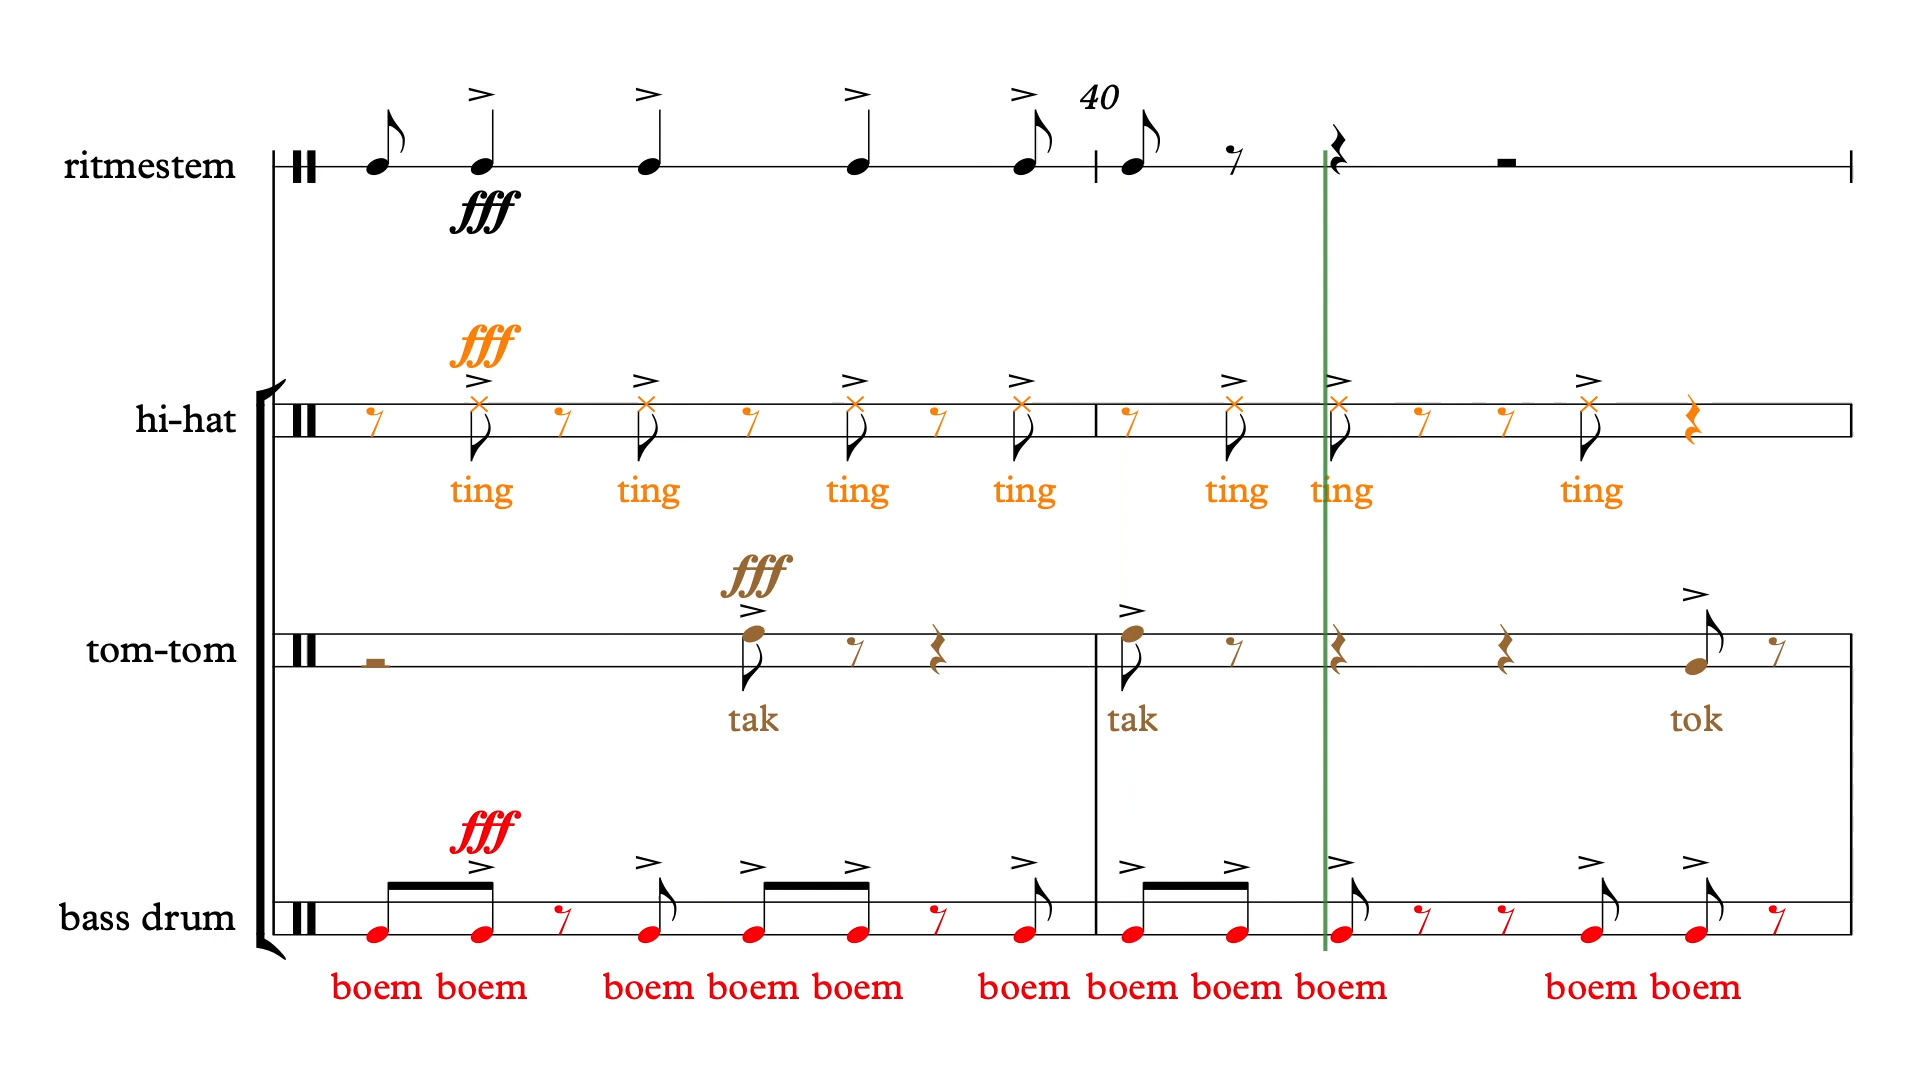 40
ritmestem
fff
fff
hi-hat
ting ting ting ting ting ting ting
fff
tom-tom
tak tak tok
fff
bass drum
boem boem boem boem boem boem boem boem boem boem boem